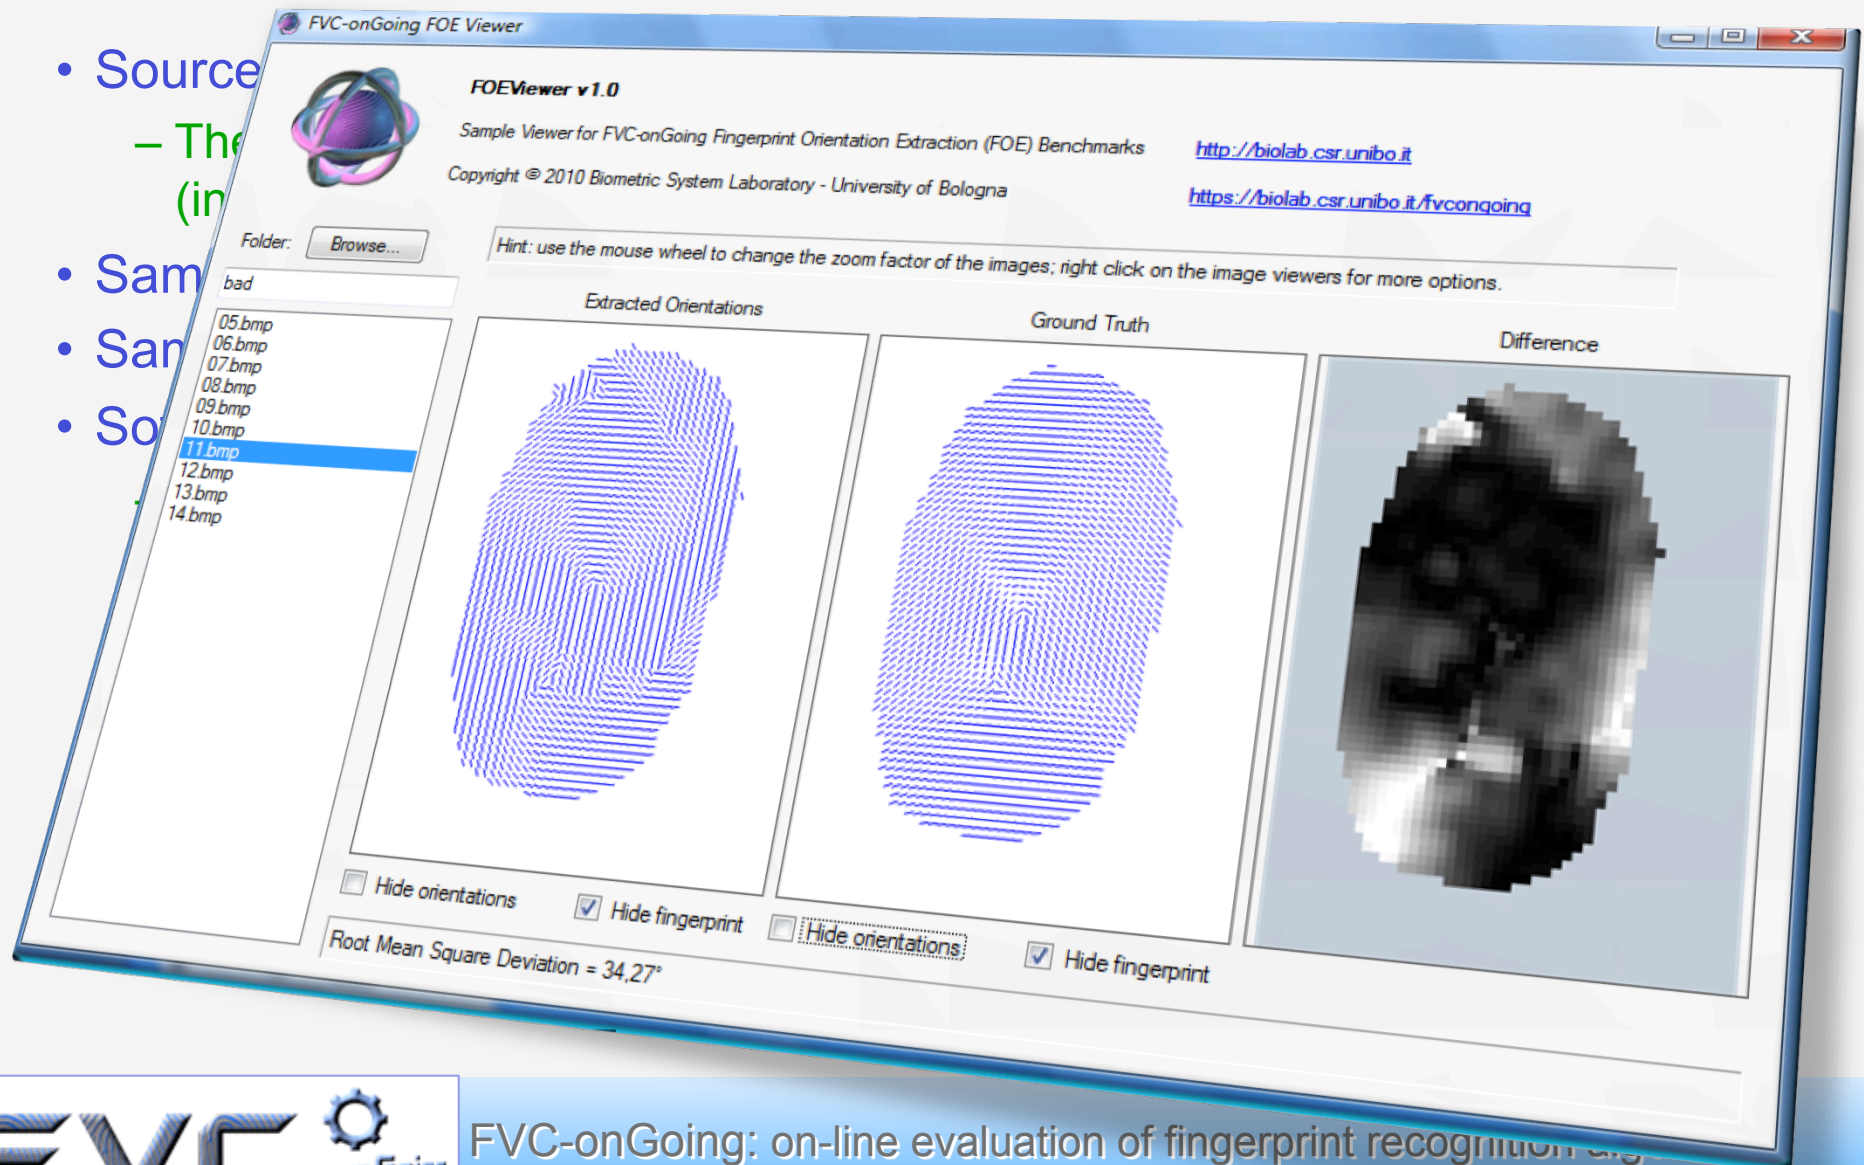 FVC-onGoing FOE Viewer
• Source
FOEViewer v1.0
– The
Sample Viewer for FVC-onGoing Fingerprint Orientation Extraction (FOE) Benchmarks
http://biolab.csr.unibo.it
(in
Copyright © 2010 Biometric System Laboratory - University of Bologna
https://biolab.csr.unibo.it/fvcongoing
Folder: Browse...
Hint: use the mouse wheel to change the zoom factor of the images; right click on the image viewers for more options.
• Sam
bad
Extracted Orientations
Ground Truth
Difference
05.bmp
06.bmp
07.bmp
08.bmp
09.bmp
10.bmp
11.bmp
12.bmp
13.bmp
14.bmp
• Sam
• So
Hide orientations
Hide fingerprint
Hide orientations
Hide fingerprint
Root Mean Square Deviation = 34,27°
FVC
FVC-onGoing: on-line evaluation of fingerprint recognition